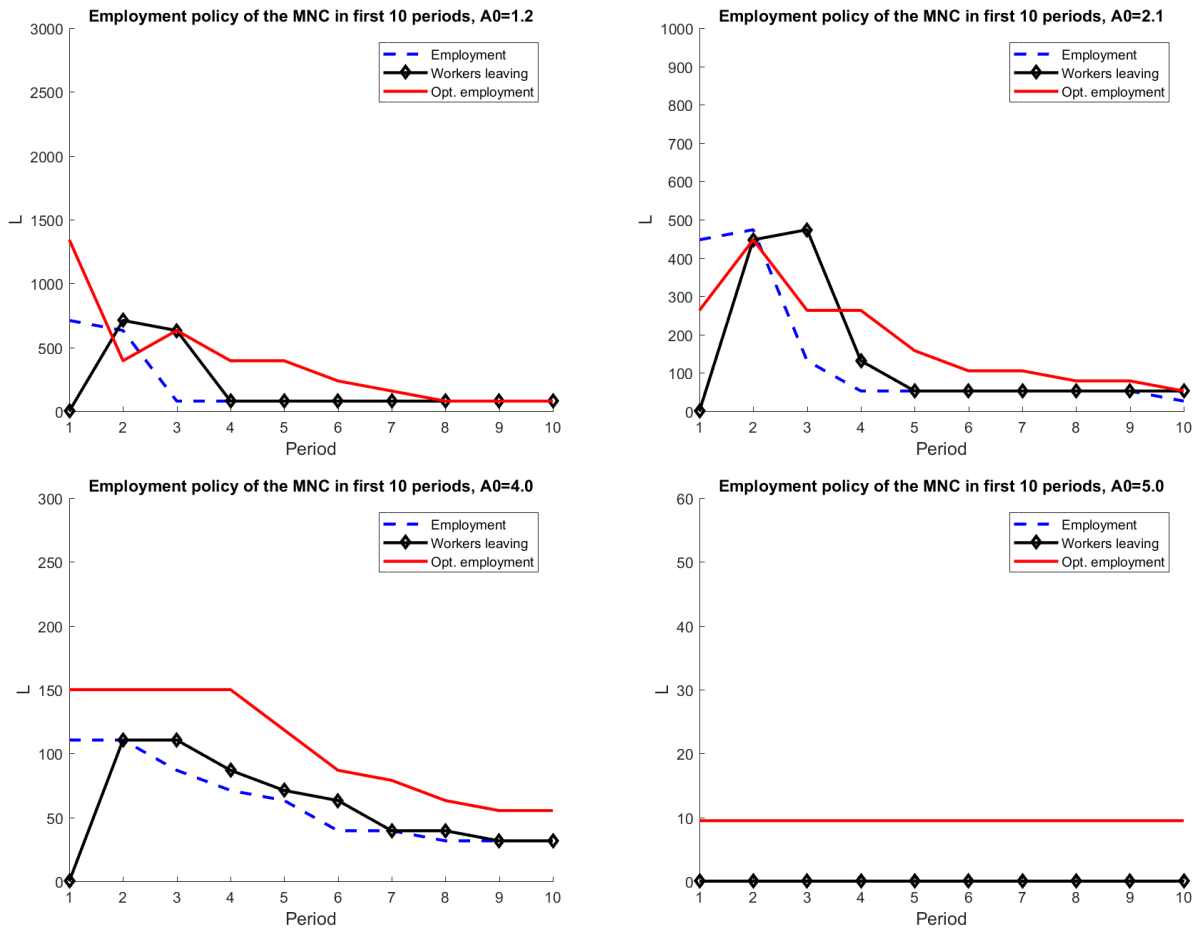 Employment policy of the MNC in first 10 periods, A0=1.2
3000
2500
2000
1500
1000
500
0
L
Employment
Workers leaving
Opt. employment
1 2 3 4 5 6 7 8 9 10
Period
Employment policy of the MNC in first 10 periods, A0=2.1
1000
900
800
700
600
500
400
300
200
100
0
L
Employment
Workers leaving
Opt. employment
1 2 3 4 5 6 7 8 9 10
Period
Employment policy of the MNC in first 10 periods, A0=4.0
300
250
200
150
100
50
0
L
Employment
Workers leaving
Opt. employment
1 2 3 4 5 6 7 8 9 10
Period
Employment policy of the MNC in first 10 periods, A0=5.0
60
50
40
30
20
10
0
L
Employment
Workers leaving
Opt. employment
1 2 3 4 5 6 7 8 9 10
Period